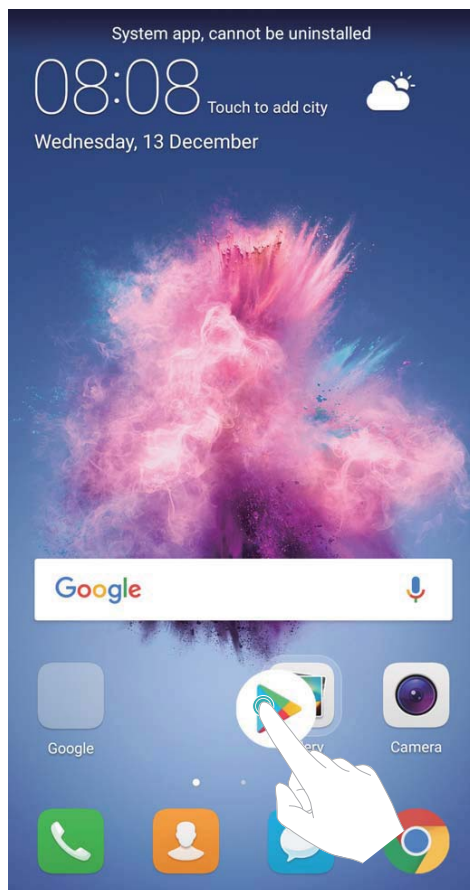 System app, cannot be uninstalled
08:08 Touch to add city
Wednesday, 13 December
Google
Google
Camera